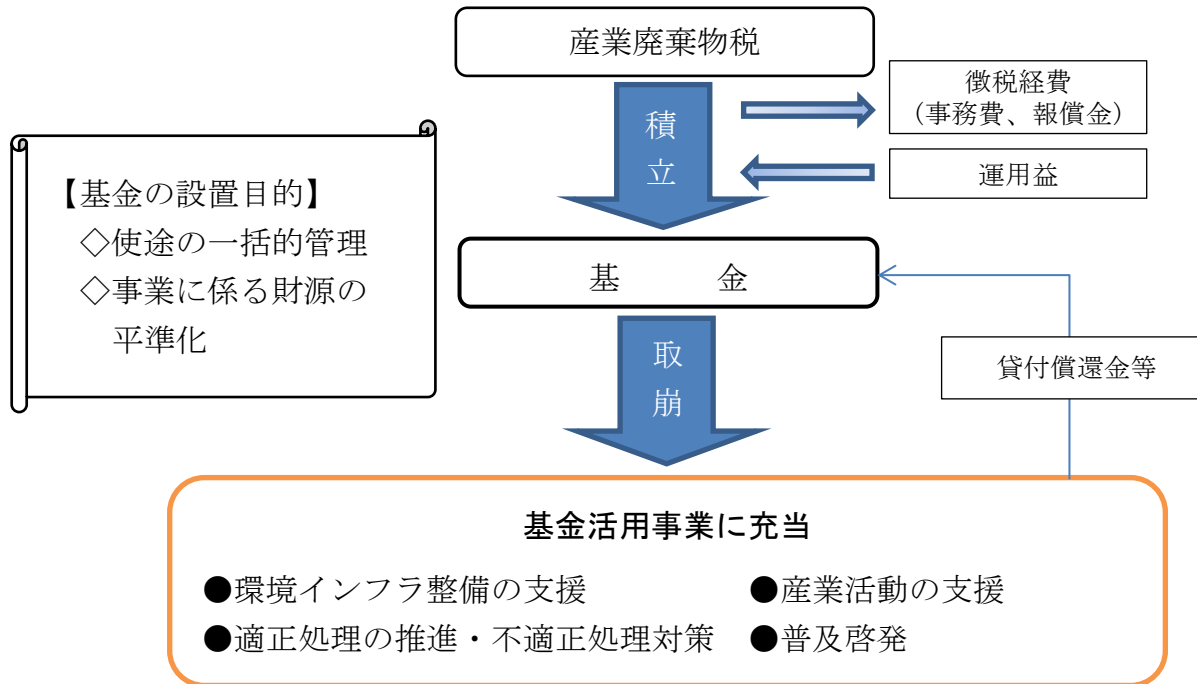 産業廃棄物税
徴税経費
（事務費、報償金）
積立
運用益
【基金の設置目的】
◇使途の一括的管理
◇事業に係る財源の
平準化
基　　　金
取崩
貸付償還金等
基金活用事業に充当
●環境インフラ整備の支援
●産業活動の支援
●適正処理の推進・不適正処理対策
●普及啓発